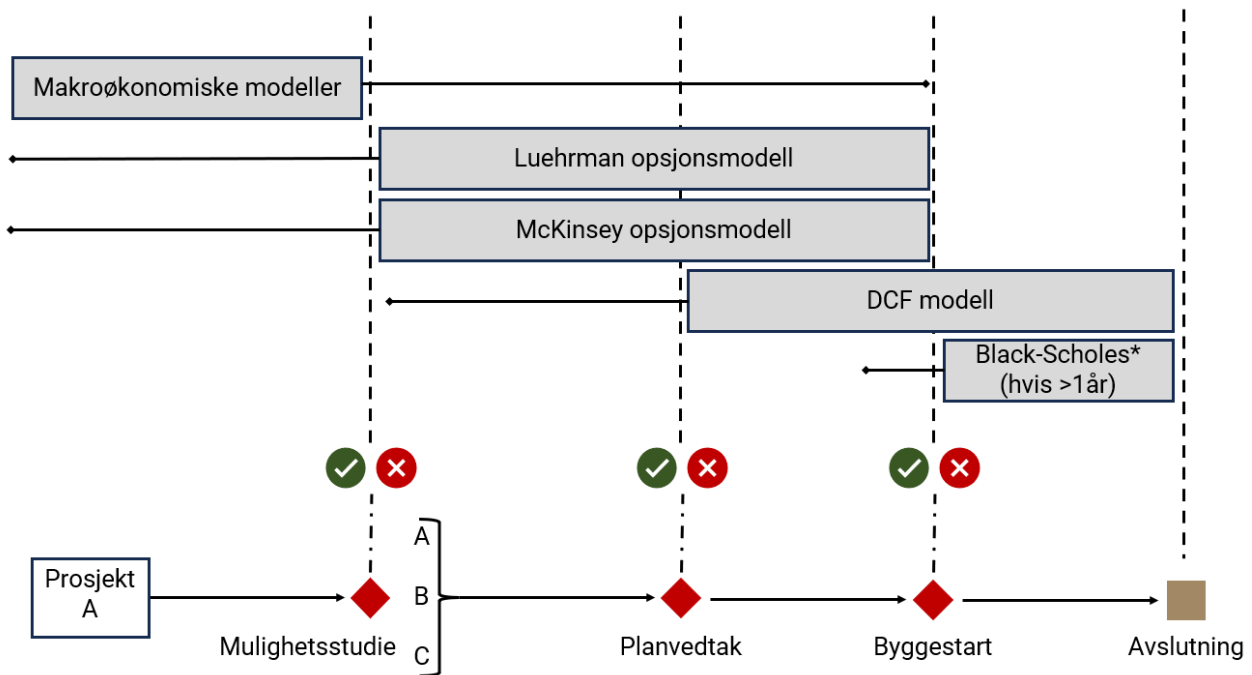 Makroøkonomiske modeller
Luehrman opsjonsmodell
McKinsey opsjonsmodell
DCF modell
Black-Scholes*
(hvis >1år)
Prosjekt
A
A
B
C
Mulighetsstudie
Planvedtak
Byggestart
Avslutning